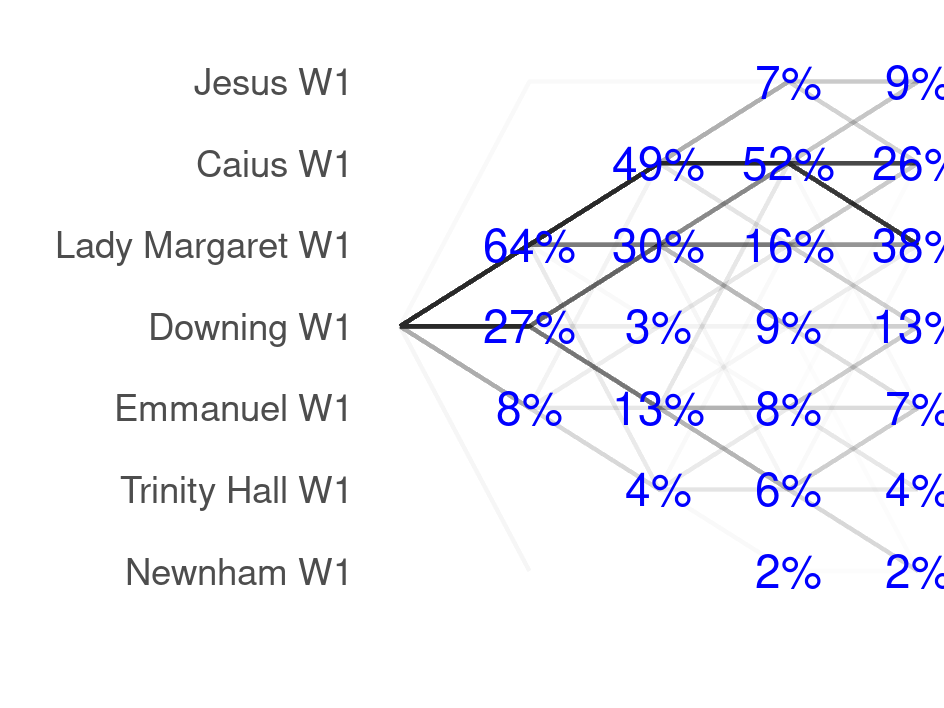 Jesus W1 7% 9%
Caius W1 49% 52% 26%
Lady Margaret W1 64% 30% 16% 38%
Downing W1 27% 3% 9% 13%
Emmanuel W1 8% 13% 8% 7%
Trinity Hall W1 4% 6% 4%
Newnham W1 2% 2%